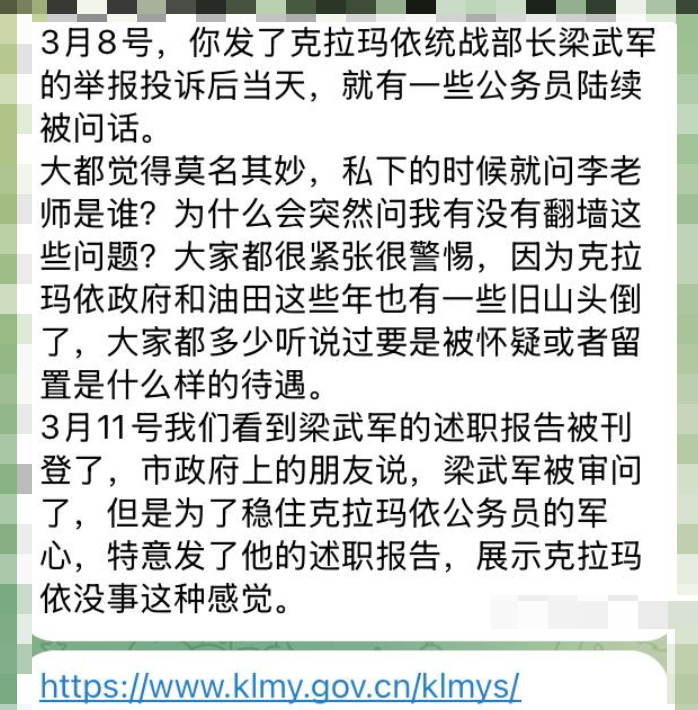 3月8号，你发了克拉玛依统战部长梁武军
的举报投诉后当天，就有一些公务员陆续
被问话。
大都觉得莫名其妙，私下的时候就问李老
师是谁？为什么会突然问我有没有翻墙这
些问题？大家都很紧张很警惕，因为克拉
玛依政府和油田这些年也有一些旧山头倒
了，大家都多少听说过要是被怀疑或者留
置是什么样的待遇。
3月11号我们看到梁武军的述职报告被刊
登了，市政府上的朋友说，梁武军被审问
了，但是为了稳住克拉玛依公务员的军
心，特意发了他的述职报告，展示克拉玛
依没事这种感觉。
https://www.klmy.gov.cn/klmys/